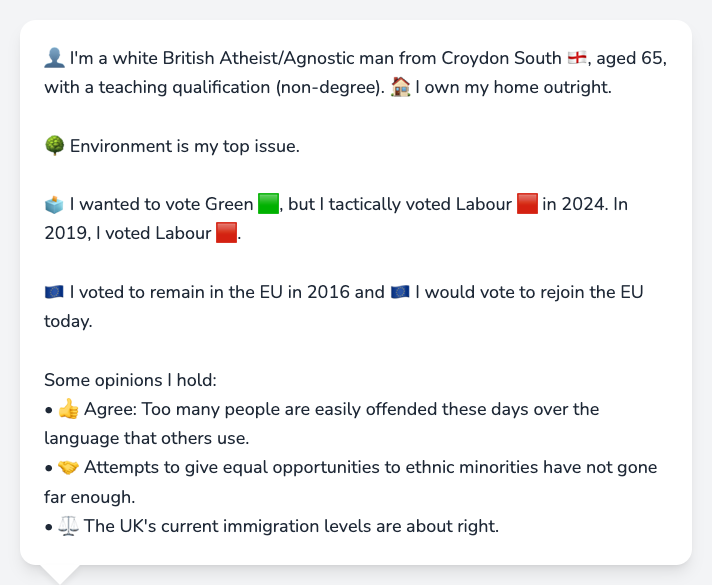 👤 I'm a white British Atheist/Agnostic man from Croydon South 🏴󠁧󠁢󠁥󠁮󠁧󠁿, aged 65,
with a teaching qualification (non-degree). 🏠 I own my home outright.
🌳 Environment is my top issue.
🗳️ I wanted to vote Green 🟩, but I tactically voted Labour 🟥 in 2024. In
2019, I voted Labour 🟥.
🇪🇺 I voted to remain in the EU in 2016 and 🇪🇺 I would vote to rejoin the EU
today.
Some opinions I hold:
• 👍 Agree: Too many people are easily offended these days over the
language that others use.
• 🤝 Attempts to give equal opportunities to ethnic minorities have not gone
far enough.
• ⚖️ The UK's current immigration levels are about right.